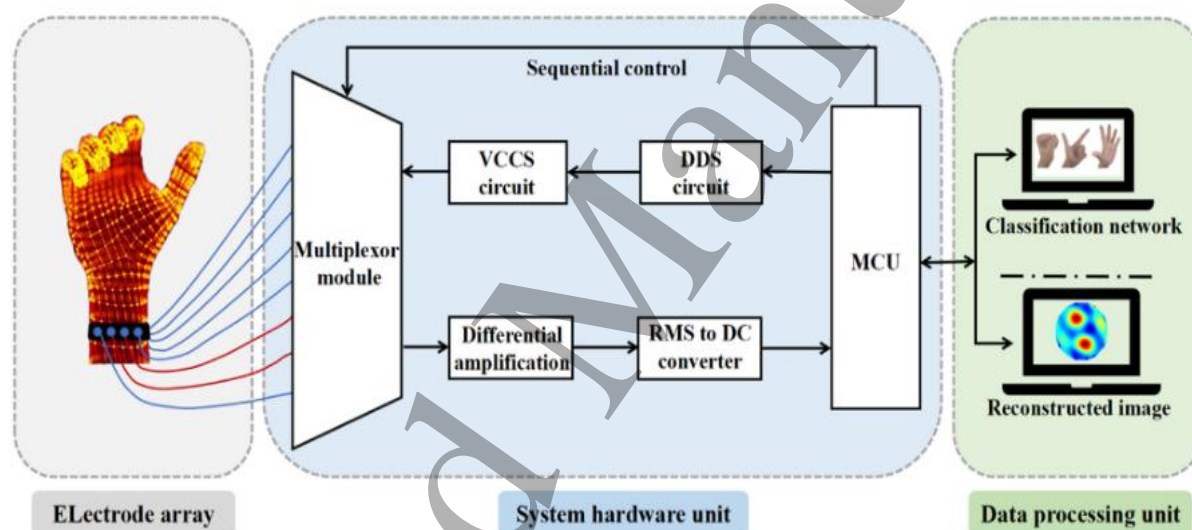 Sequential control
VCCS
circuit
DDS
circuit
Multiplexor
module
MCU
Differential
amplification
RMS to DC
converter
Classification network
Reconstructed image
ELectrode array
System hardware unit
Data processing unit